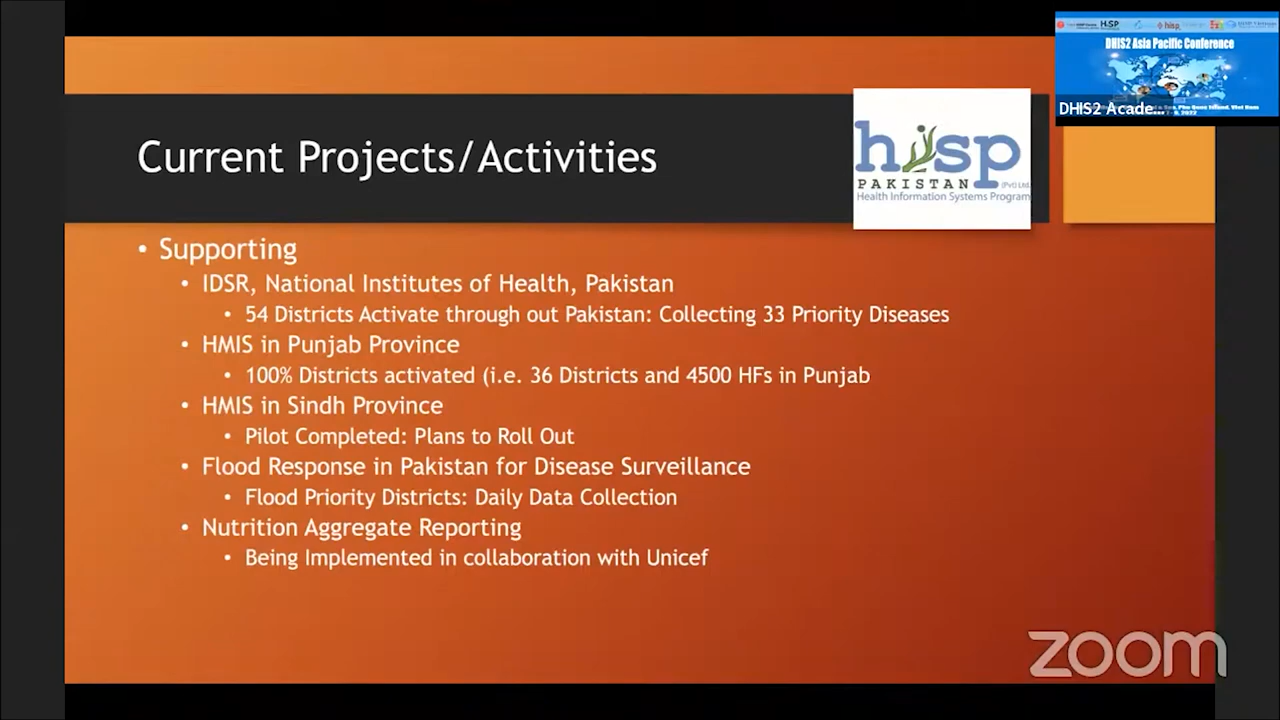 DHIS2 Asia Pacific Conference
DHIS2 Acade...
Current Projects/Activities
hisp
PAKISTAN (Pvt) Ltd.
Health Information Systems Program
• Supporting
• IDSR, National Institutes of Health, Pakistan
• 54 Districts Activate through out Pakistan: Collecting 33 Priority Diseases
• HMIS in Punjab Province
• 100% Districts activated (i.e. 36 Districts and 4500 HFs in Punjab
• HMIS in Sindh Province
• Pilot Completed: Plans to Roll Out
• Flood Response in Pakistan for Disease Surveillance
• Flood Priority Districts: Daily Data Collection
• Nutrition Aggregate Reporting
• Being Implemented in collaboration with Unicef
zoom